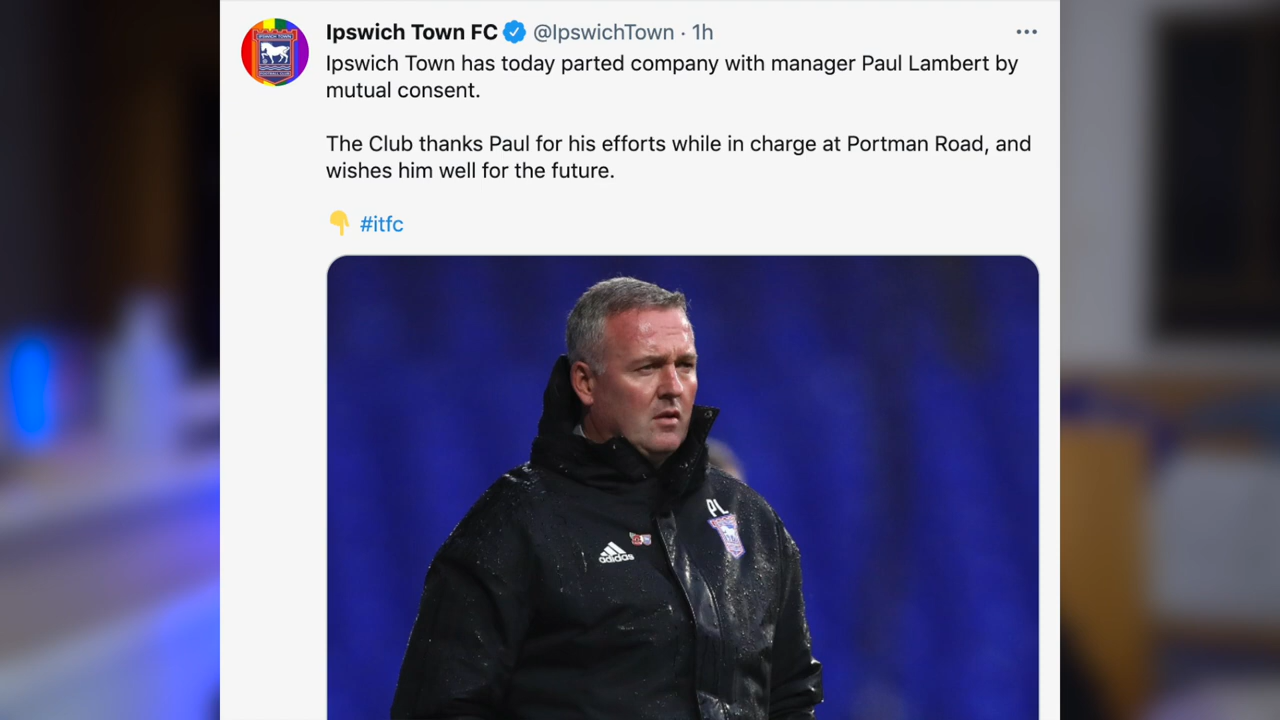 Ipswich Town FC @IpswichTown · 1h
Ipswich Town has today parted company with manager Paul Lambert by
mutual consent.
The Club thanks Paul for his efforts while in charge at Portman Road, and
wishes him well for the future.
👇 #itfc
PL
adidas